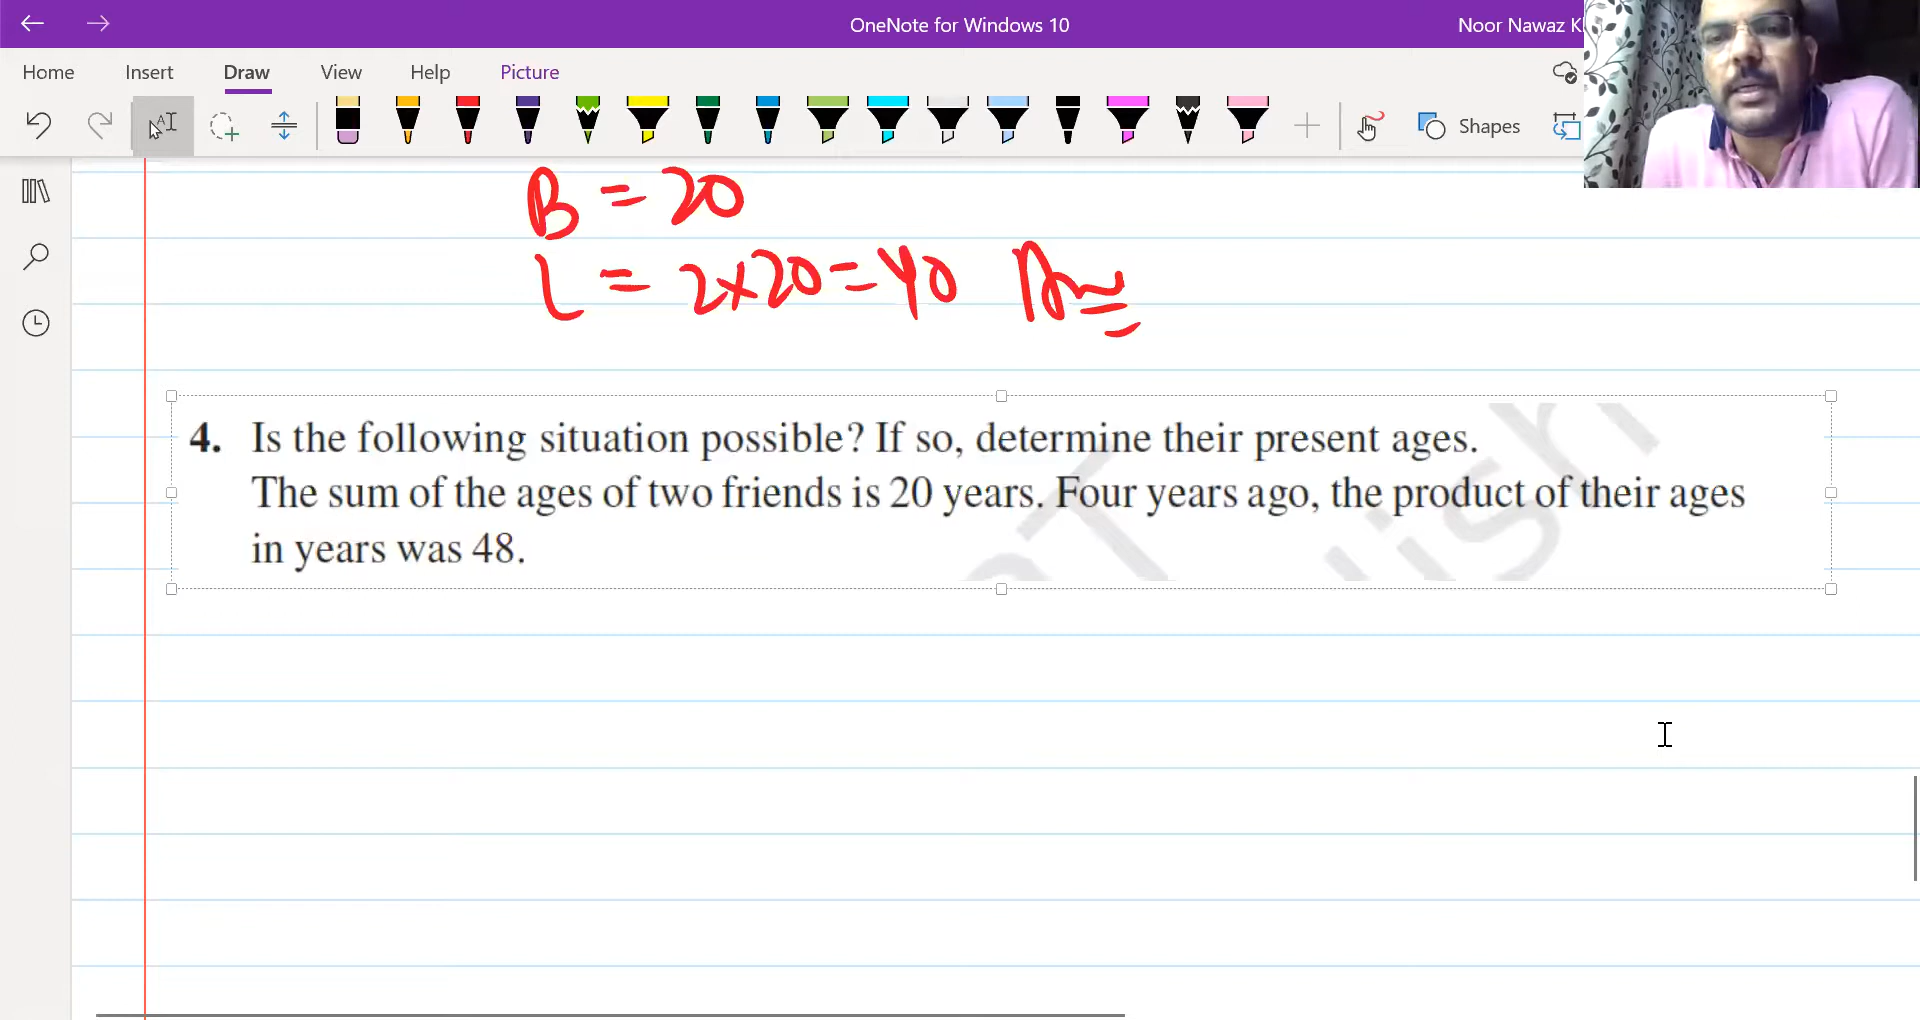 OneNote for Windows 10
Noor Nawaz K
Home Insert Draw View Help Picture
Shapes
B = 20
L = 2×20=40 Ans
4. Is the following situation possible? If so, determine their present ages.
The sum of the ages of two friends is 20 years. Four years ago, the product of their ages
in years was 48.